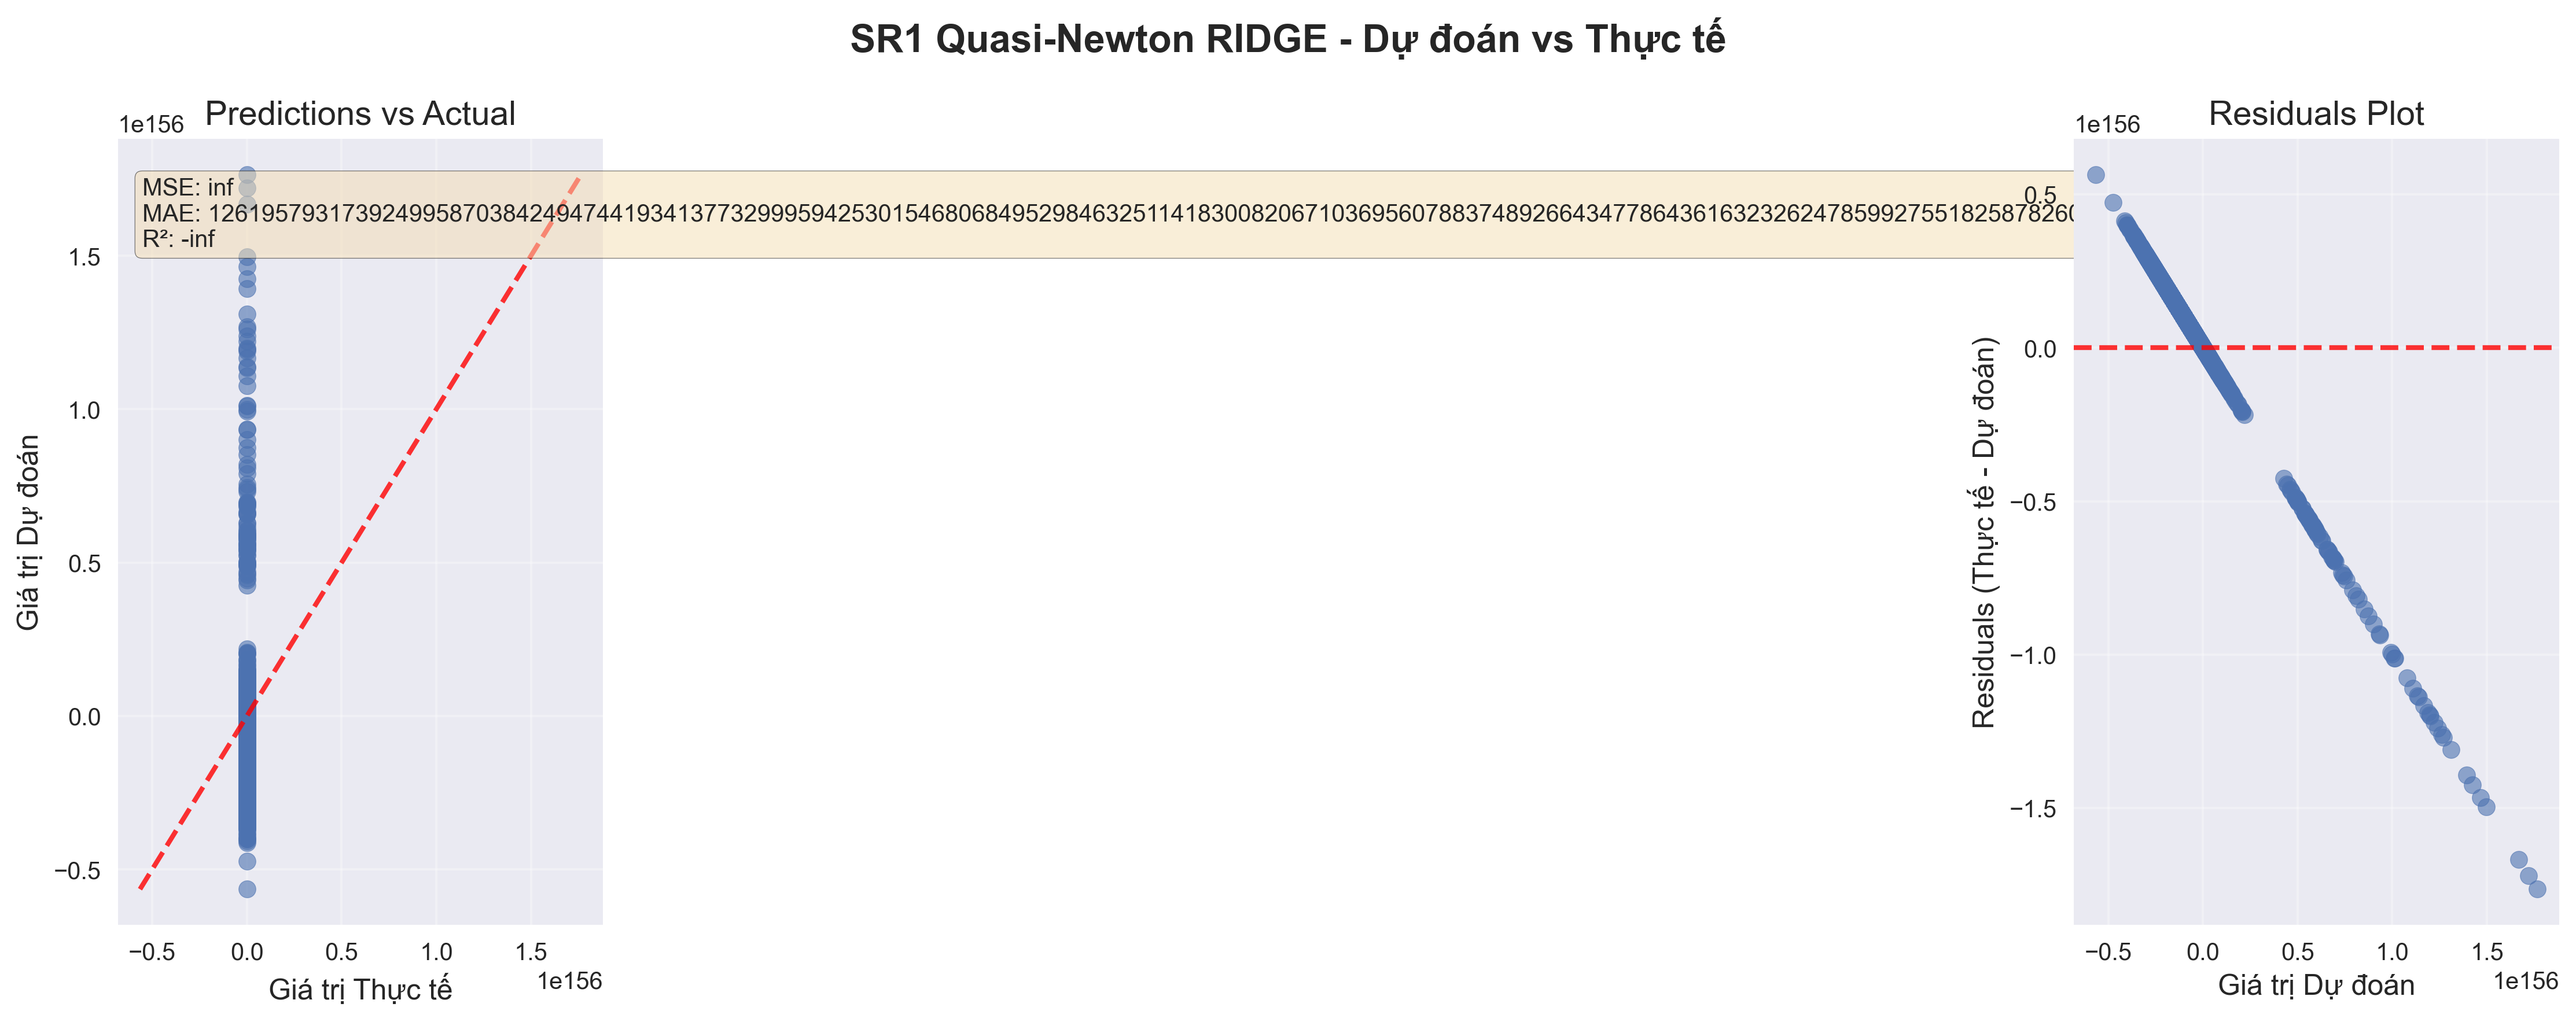 SR1 Quasi-Newton RIDGE - Dự đoán vs Thực tế
Predictions vs Actual
1e156
MSE: inf
R²: -inf
1.5
1.0
0.5
0.0
−0.5
Giá trị Dự đoán
−0.5 0.0 0.5 1.0 1.5
1e156
Giá trị Thực tế
Residuals Plot
1e156
0.5
0.0
−0.5
−1.0
−1.5
Residuals (Thực tế - Dự đoán)
−0.5 0.0 0.5 1.0 1.5
1e156
Giá trị Dự đoán